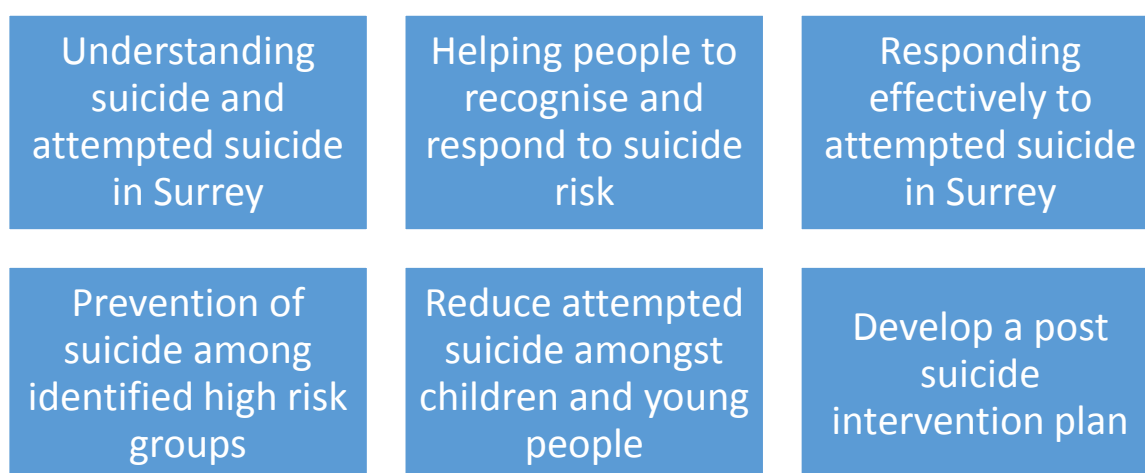 Understanding
suicide and
attempted suicide
in Surrey
Helping people to
recognise and
respond to suicide
risk
Responding
effectively to
attempted suicide
in Surrey
Prevention of
suicide among
identified high risk
groups
Reduce attempted
suicide amongst
children and young
people
Develop a post
suicide
intervention plan